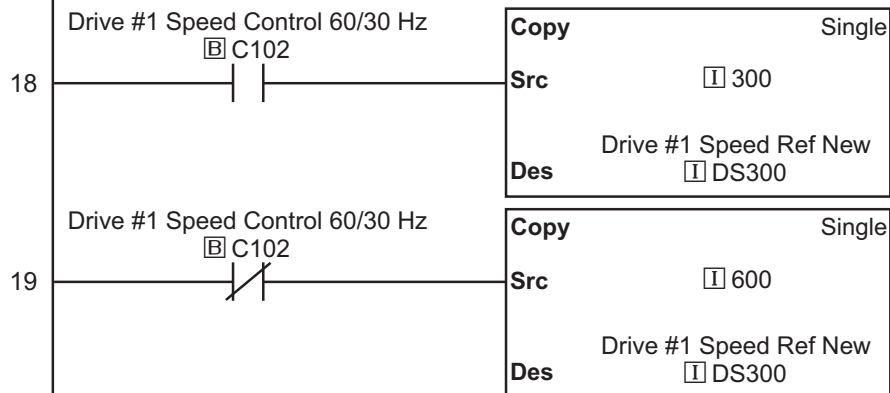 Drive #1 Speed Control 60/30 Hz
B C102
18
Copy Single
Src I 300
Drive #1 Speed Ref New
Des I DS300
Drive #1 Speed Control 60/30 Hz
B C102
19
Copy Single
Src I 600
Drive #1 Speed Ref New
Des I DS300